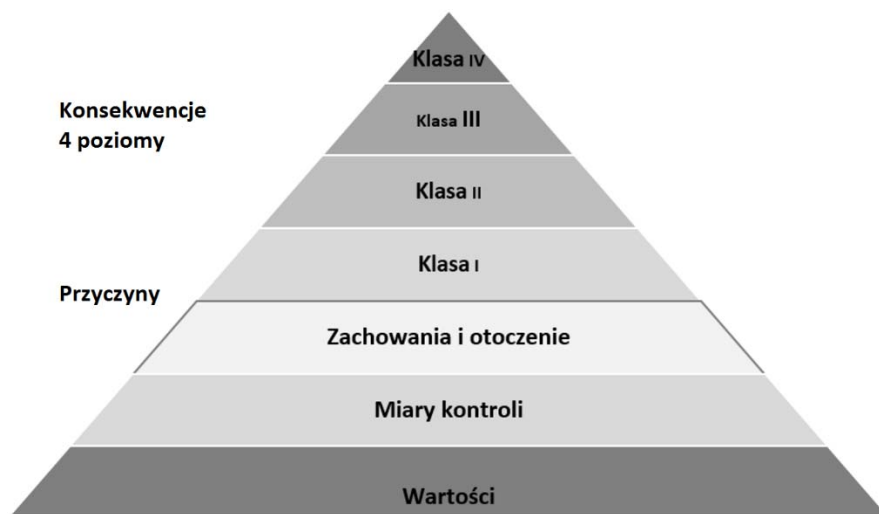 Klasa IV
Konsekwencje
4 poziomy
Klasa III
Klasa II
Klasa I
Przyczyny
Zachowania i otoczenie
Miary kontroli
Wartości